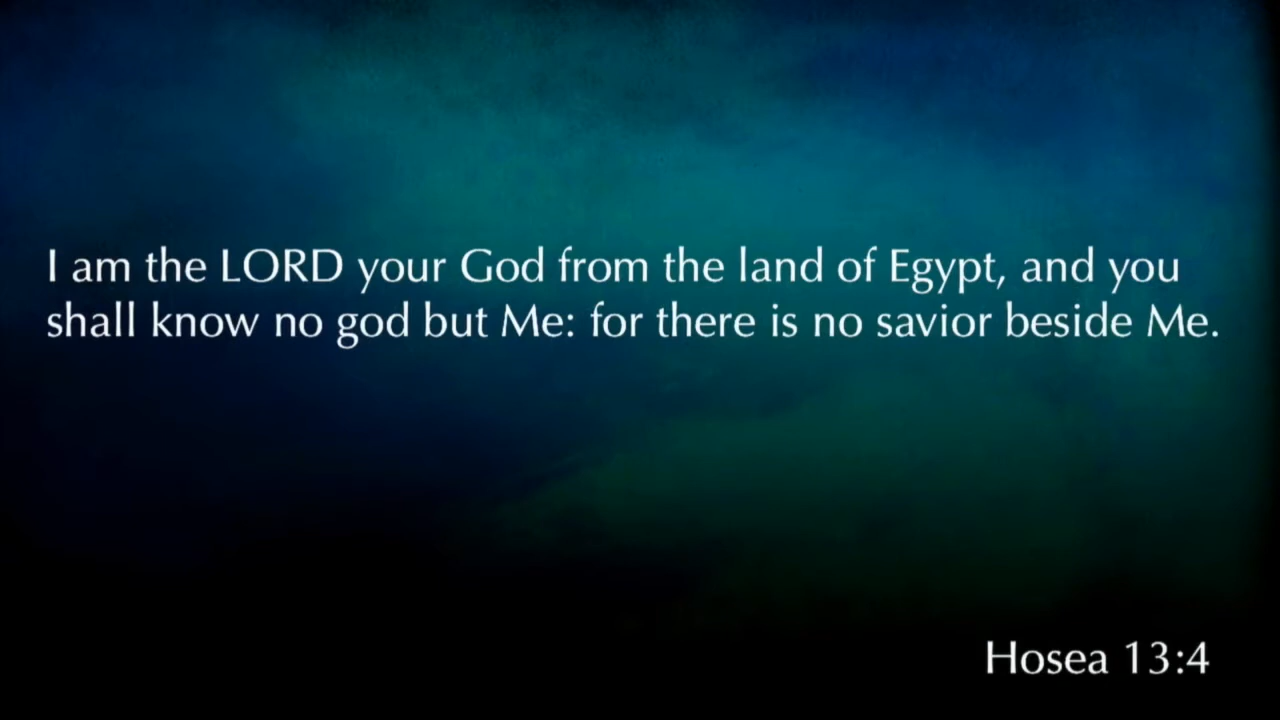 I am the LORD your God from the land of Egypt, and you
shall know no god but Me: for there is no savior beside Me.
Hosea 13:4